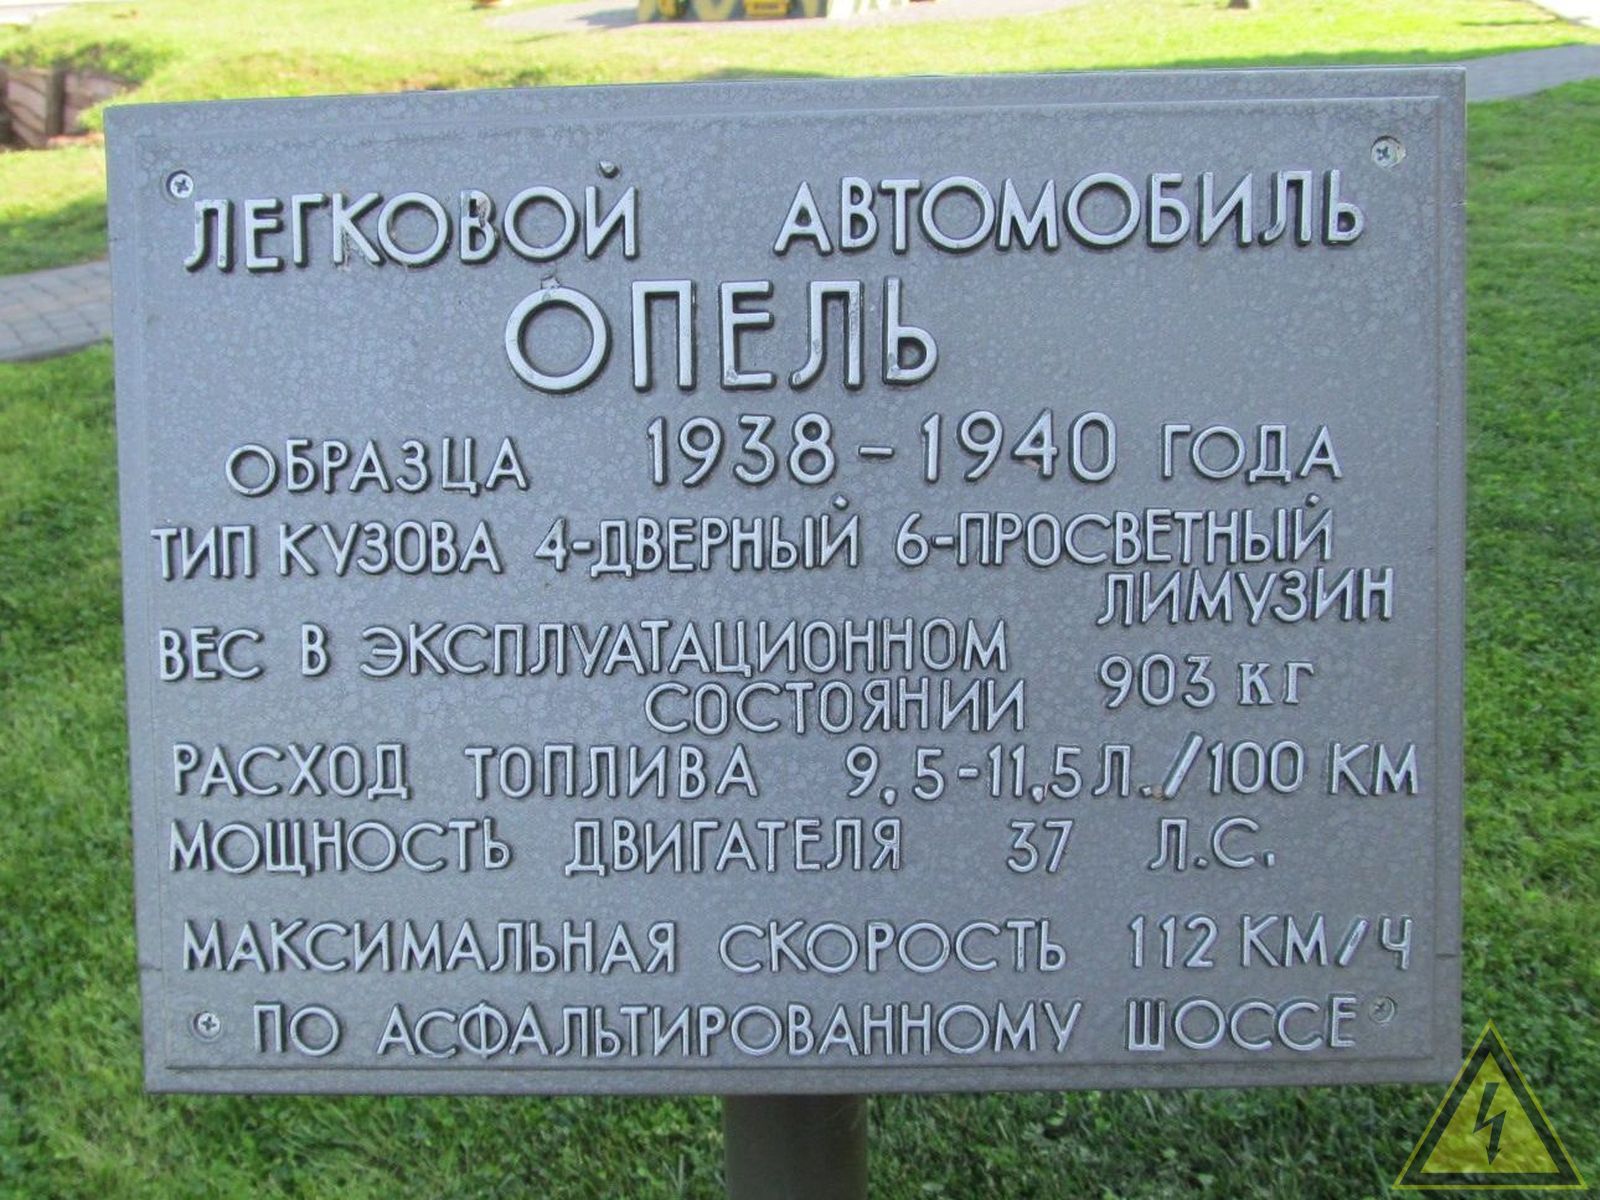 ЛЕГКОВОЙ АВТОМОБИЛЬ
ОПЕЛЬ
ОБРАЗЦА 1938-1940 ГОДА
ТИП КУЗОВА 4-ДВЕРНЫЙ 6-ПРОСВЕТНЫЙ
ЛИМУЗИН
ВЕС В ЭКСПЛУАТАЦИОННОМ
СОСТОЯНИИ 903 КГ
РАСХОД ТОПЛИВА 9,5-11,5Л./100 КМ
МОЩНОСТЬ ДВИГАТЕЛЯ 37 Л.С.
МАКСИМАЛЬНАЯ СКОРОСТЬ 112 КМ/Ч
ПО АСФАЛЬТИРОВАННОМУ ШОССЕ